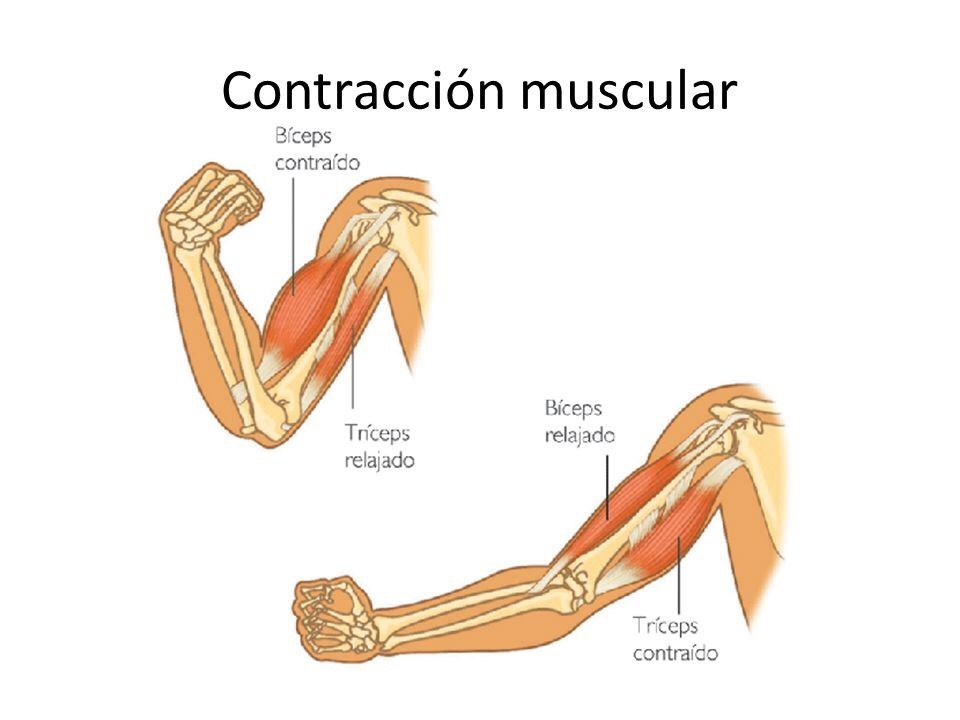 Contracción muscular
Bíceps
contraído
Tríceps
relajado
Bíceps
relajado
Tríceps
contraído